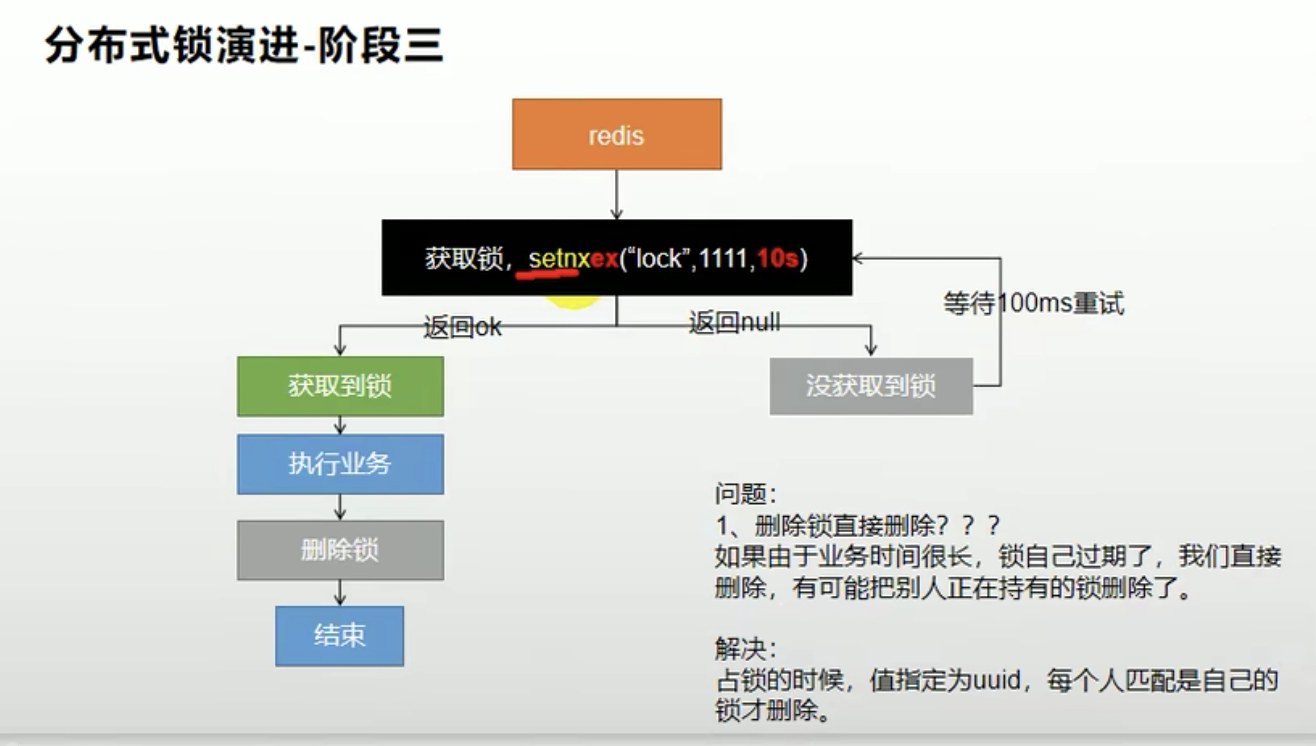 分布式锁演进-阶段三
redis
获取锁，setnxex(“lock”,1111,10s)
等待100ms重试
返回ok
返回null
获取到锁
没获取到锁
执行业务
删除锁
结束
问题：
1、删除锁直接删除？？？
如果由于业务时间很长，锁自己过期了，我们直接
删除，有可能把别人正在持有的锁删除了。
解决：
占锁的时候，值指定为uuid，每个人匹配是自己的
锁才删除。